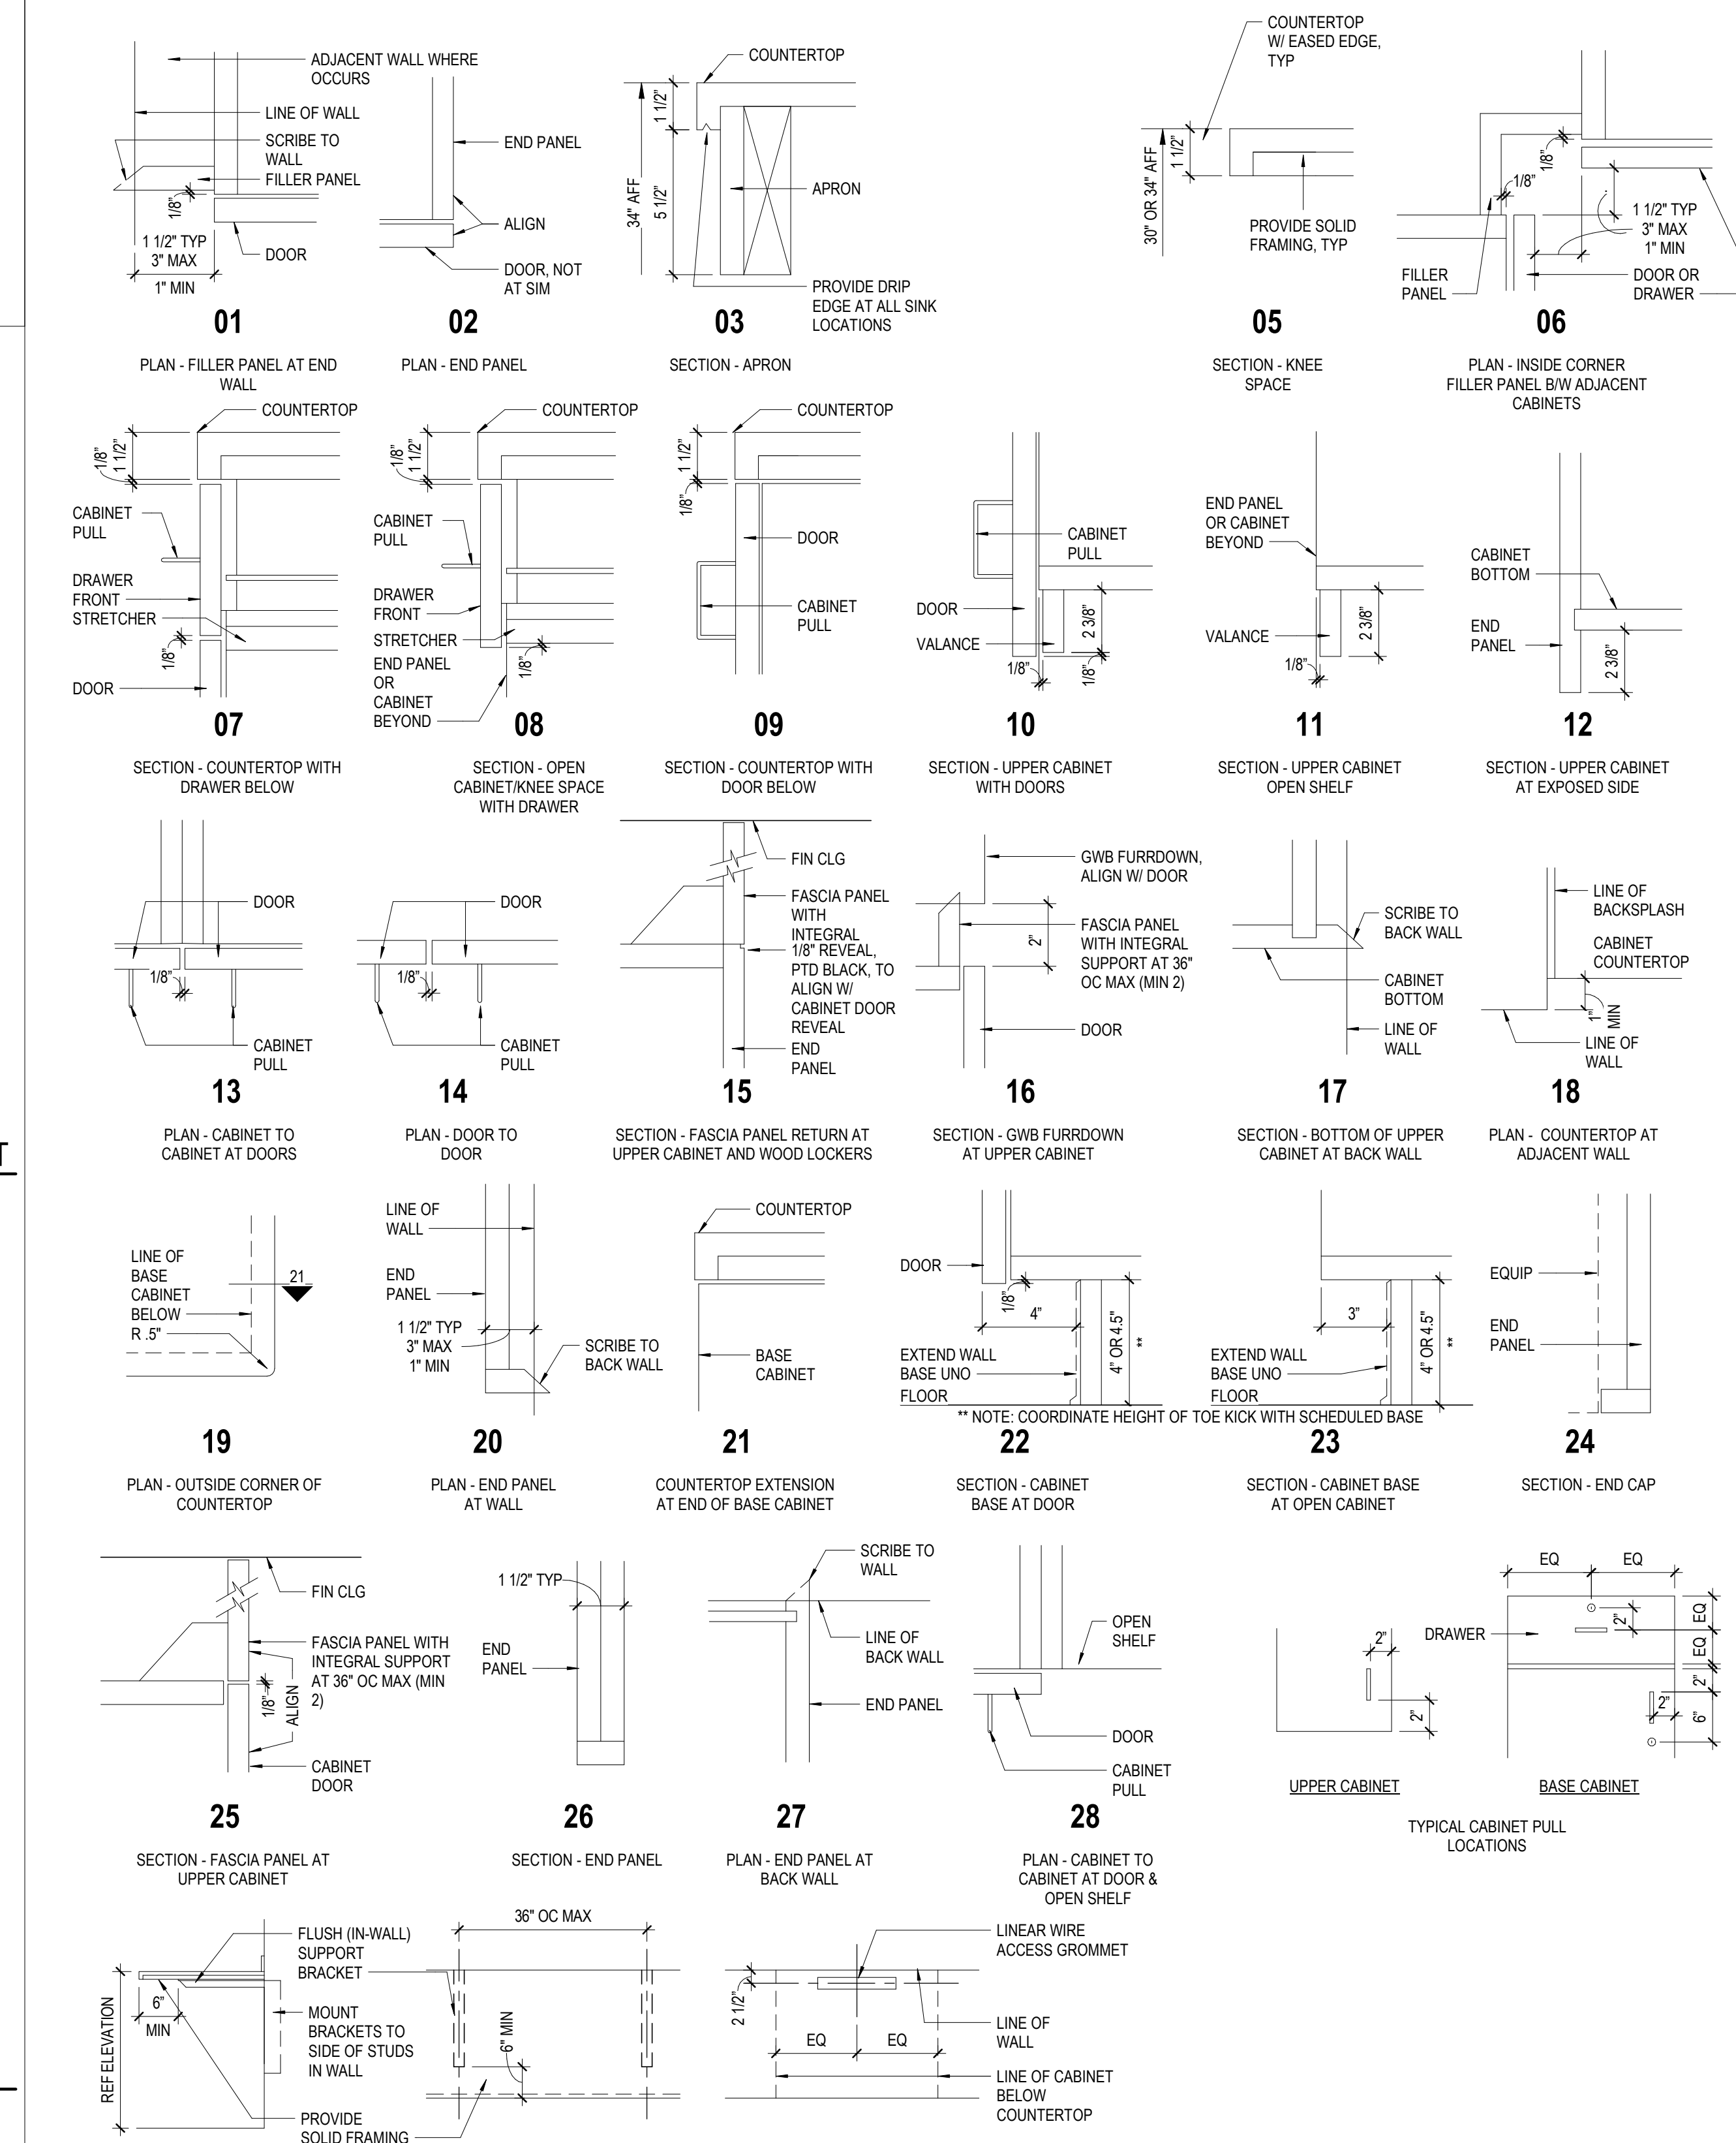 ADJACENT WALL WHERE
OCCURS
LINE OF WALL
SCRIBE TO
WALL
FILLER PANEL
1/8"
1 1/2" TYP
3" MAX
1" MIN
DOOR
01
PLAN - FILLER PANEL AT END
WALL
END PANEL
ALIGN
DOOR, NOT
AT SIM
02
PLAN - END PANEL
COUNTERTOP
1 1/2"
34" AFF
5 1/2"
APRON
PROVIDE DRIP
EDGE AT ALL SINK
LOCATIONS
03
SECTION - APRON
COUNTERTOP
W/ EASED EDGE,
TYP
30" OR 34" AFF
1 1/2"
PROVIDE SOLID
FRAMING, TYP
05
SECTION - KNEE
SPACE
1/8"
1/8"
1 1/2" TYP
3" MAX
1" MIN
FILLER
PANEL
DOOR OR
DRAWER
06
PLAN - INSIDE CORNER
FILLER PANEL B/W ADJACENT
CABINETS
COUNTERTOP
1/8"
1 1/2"
CABINET
PULL
DRAWER
FRONT
STRETCHER
1/8"
DOOR
07
SECTION - COUNTERTOP WITH
DRAWER BELOW
COUNTERTOP
1/8"
1 1/2"
CABINET
PULL
DRAWER
FRONT
STRETCHER
END PANEL
OR
CABINET
BEYOND
1/8"
08
SECTION - OPEN
CABINET/KNEE SPACE
WITH DRAWER
COUNTERTOP
1 1/2"
1/8"
DOOR
CABINET
PULL
09
SECTION - COUNTERTOP WITH
DOOR BELOW
CABINET
PULL
DOOR
VALANCE
2 3/8"
1/8"
1/8"
10
SECTION - UPPER CABINET
WITH DOORS
END PANEL
OR CABINET
BEYOND
VALANCE
2 3/8"
1/8"
11
SECTION - UPPER CABINET
OPEN SHELF
CABINET
BOTTOM
END
PANEL
2 3/8"
12
SECTION - UPPER CABINET
AT EXPOSED SIDE
DOOR
1/8"
CABINET
PULL
13
PLAN - CABINET TO
CABINET AT DOORS
DOOR
1/8"
CABINET
PULL
14
PLAN - DOOR TO
DOOR
FIN CLG
FASCIA PANEL
WITH
INTEGRAL
1/8" REVEAL,
PTD BLACK, TO
ALIGN W/
CABINET DOOR
REVEAL
END
PANEL
15
SECTION - FASCIA PANEL RETURN AT
UPPER CABINET AND WOOD LOCKERS
GWB FURRDOWN,
ALIGN W/ DOOR
2"
FASCIA PANEL
WITH INTEGRAL
SUPPORT AT 36"
OC MAX (MIN 2)
DOOR
16
SECTION - GWB FURRDOWN
AT UPPER CABINET
SCRIBE TO
BACK WALL
CABINET
BOTTOM
LINE OF
WALL
17
SECTION - BOTTOM OF UPPER
CABINET AT BACK WALL
LINE OF
BACKSPLASH
CABINET
COUNTERTOP
1"
MIN
LINE OF
WALL
18
PLAN - COUNTERTOP AT
ADJACENT WALL
LINE OF
BASE
CABINET
BELOW
R .5"
21
19
PLAN - OUTSIDE CORNER OF
COUNTERTOP
LINE OF
WALL
END
PANEL
1 1/2" TYP
3" MAX
1" MIN
SCRIBE TO
BACK WALL
20
PLAN - END PANEL
AT WALL
COUNTERTOP
BASE
CABINET
21
COUNTERTOP EXTENSION
AT END OF BASE CABINET
DOOR
1/8"
4"
EXTEND WALL
BASE UNO
FLOOR
4" OR 4.5"
**
** NOTE: COORDINATE HEIGHT OF TOE KICK WITH SCHEDULED BASE
22
SECTION - CABINET
BASE AT DOOR
3"
EXTEND WALL
BASE UNO
FLOOR
4" OR 4.5"
**
23
SECTION - CABINET BASE
AT OPEN CABINET
EQUIP
END
PANEL
24
SECTION - END CAP
FIN CLG
FASCIA PANEL WITH
INTEGRAL SUPPORT
AT 36" OC MAX (MIN
2)
1/8"
ALIGN
CABINET
DOOR
25
SECTION - FASCIA PANEL AT
UPPER CABINET
1 1/2" TYP
END
PANEL
26
SECTION - END PANEL
SCRIBE TO
WALL
LINE OF
BACK WALL
END PANEL
27
PLAN - END PANEL AT
BACK WALL
OPEN
SHELF
DOOR
CABINET
PULL
28
PLAN - CABINET TO
CABINET AT DOOR &
OPEN SHELF
2"
2"
UPPER CABINET
EQ
EQ
DRAWER
2"
EQ
EQ
2"
2"
6"
BASE CABINET
TYPICAL CABINET PULL
LOCATIONS
FLUSH (IN-WALL)
SUPPORT
BRACKET
6"
MIN
REF ELEVATION
MOUNT
BRACKETS TO
SIDE OF STUDS
IN WALL
PROVIDE
SOLID FRAMING
36" OC MAX
6" MIN
LINEAR WIRE
ACCESS GROMMET
2 1/2"
EQ
EQ
LINE OF
WALL
LINE OF CABINET
BELOW
COUNTERTOP
T